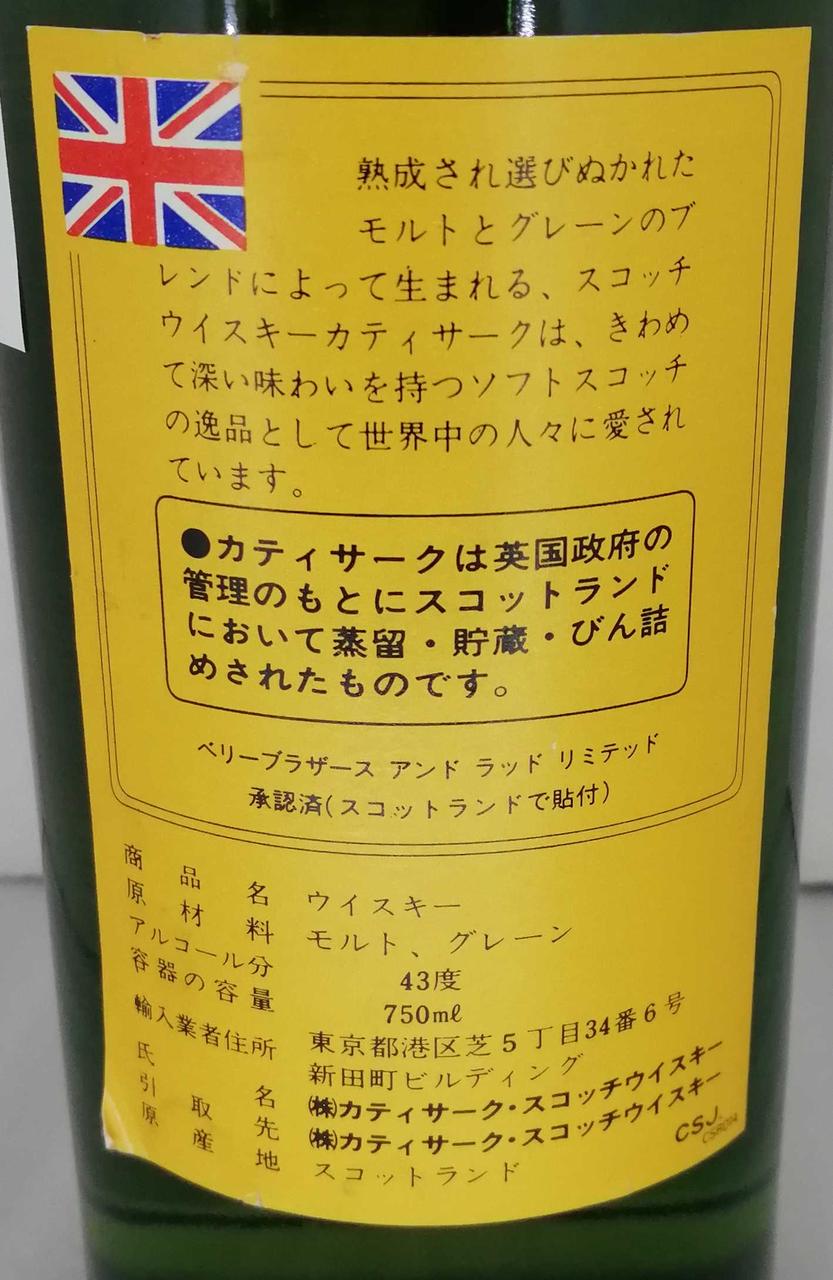 熟成され選びぬかれた
モルトとグレーンのブ
レンドによって生まれる、スコッチ
ウイスキーカティサークは、きわめ
て深い味わいを持つソフトスコッチ
の逸品として世界中の人々に愛され
ています。
●カティサークは英国政府の
管理のもとにスコットランド
において蒸留・貯蔵・びん詰
めされたものです。
ベリーブラザース アンド ラッド リミテッド
承認済(スコットランドで貼付)
商品名 ウイスキー
原材料 モルト、グレーン
アルコール分 43度
容器の容量 750mℓ
輸入業者住所 東京都港区芝5丁目34番6号
新田町ビルディング
氏名 ㈱カティサーク・スコッチウイスキー
引取先 ㈱カティサーク・スコッチウイスキー
原産地 スコットランド
CSJ.